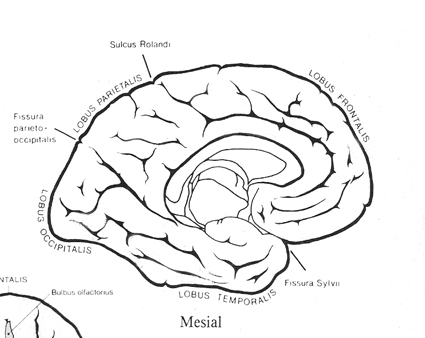 Sulcus Rolandi
LOBUS PARIETALIS
LOBUS FRONTALIS
Fissura
parieto-
occipitalis
LOBUS OCCIPITALIS
NTALIS
Bulbus olfactorius
LOBUS TEMPORALIS
Fissura Sylvii
Mesial